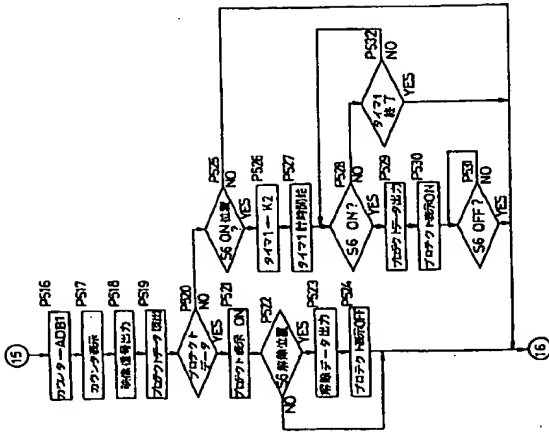 15
P516
カウンター ADB1
P517
カウンタ表示
P518
映像信号出力
P519
プロテクトデータ 読出
P520
プロテクト
データ
NO
YES
P521
プロテクト表示 ON
P522
S6解除位置
NO
YES
P523
解除データ出力
P524
プロテクト表示OFF
P525
S6 ON位置
?
NO
YES
P526
タイマ1 ← K2
P527
タイマ1 計時開始
P528
S6 ON?
NO
YES
P529
プロテクトデータ出力
P530
プロテクト表示ON
P531
S6 OFF?
NO
YES
P532
タイマ1
終了
NO
YES
16